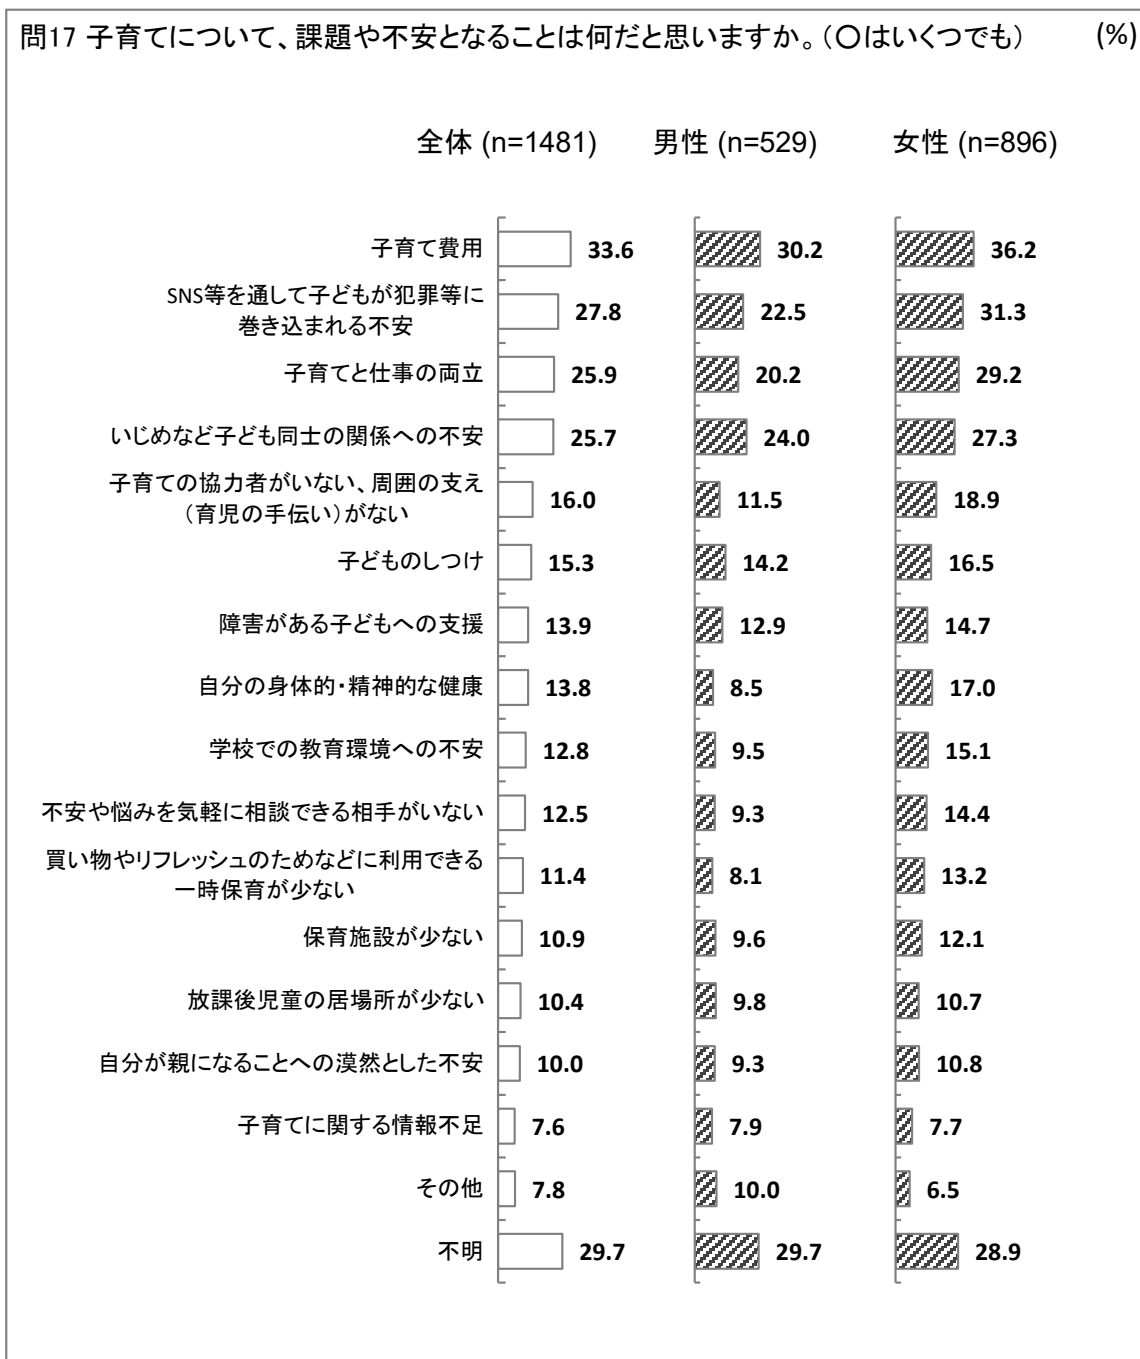 問17 子育てについて、課題や不安となることは何だと思いますか。(〇はいくつでも) (%)
全体 (n=1481) 男性 (n=529) 女性 (n=896)
子育て費用 33.6 30.2 36.2
SNS等を通して子どもが犯罪等に
巻き込まれる不安 27.8 22.5 31.3
子育てと仕事の両立 25.9 20.2 29.2
いじめなど子ども同士の関係への不安 25.7 24.0 27.3
子育ての協力者がいない、周囲の支え
(育児の手伝い)がない 16.0 11.5 18.9
子どものしつけ 15.3 14.2 16.5
障害がある子どもへの支援 13.9 12.9 14.7
自分の身体的・精神的な健康 13.8 8.5 17.0
学校での教育環境への不安 12.8 9.5 15.1
不安や悩みを気軽に相談できる相手がいない 12.5 9.3 14.4
買い物やリフレッシュのためなどに利用できる
一時保育が少ない 11.4 8.1 13.2
保育施設が少ない 10.9 9.6 12.1
放課後児童の居場所が少ない 10.4 9.8 10.7
自分が親になることへの漠然とした不安 10.0 9.3 10.8
子育てに関する情報不足 7.6 7.9 7.7
その他 7.8 10.0 6.5
不明 29.7 29.7 28.9